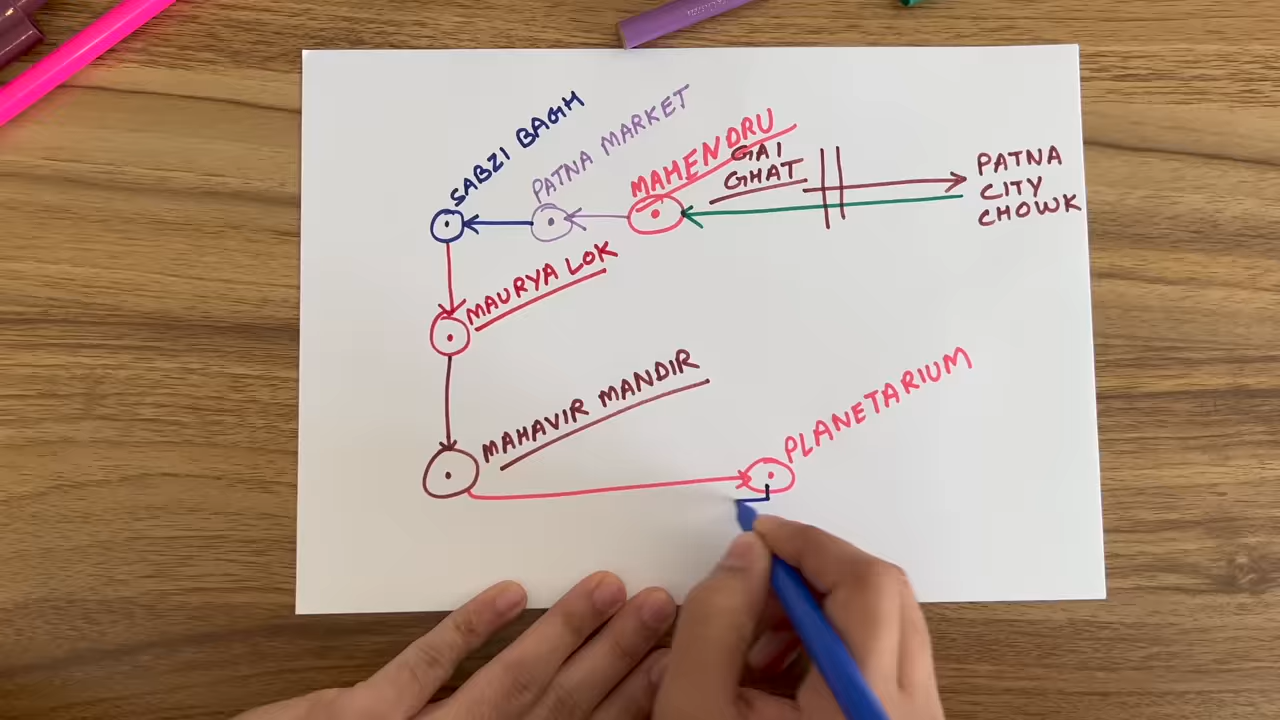 SABZI BAGH
PATNA MARKET
MAHENDRU
GAI
GHAT
PATNA
CITY
CHOWK
MAURYA LOK
MAHAVIR MANDIR
PLANETARIUM